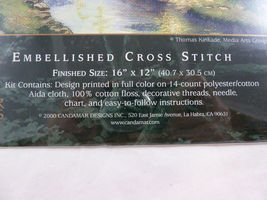 © Thomas Kinkade, Media Arts Group
EMBELLISHED CROSS STITCH
FINISHED SIZE: 16" x 12" (40.7 x 30.5 cm)
Kit Contains: Design printed in full color on 14-count polyester/cotton
Aida cloth, 100% cotton floss, decorative threads, needle,
chart, and easy-to-follow instructions.
© 2000 CANDAMAR DESIGNS INC., 520 EAST JAMIE AVENUE, LA HABRA, CA 90631
www.candamar.com